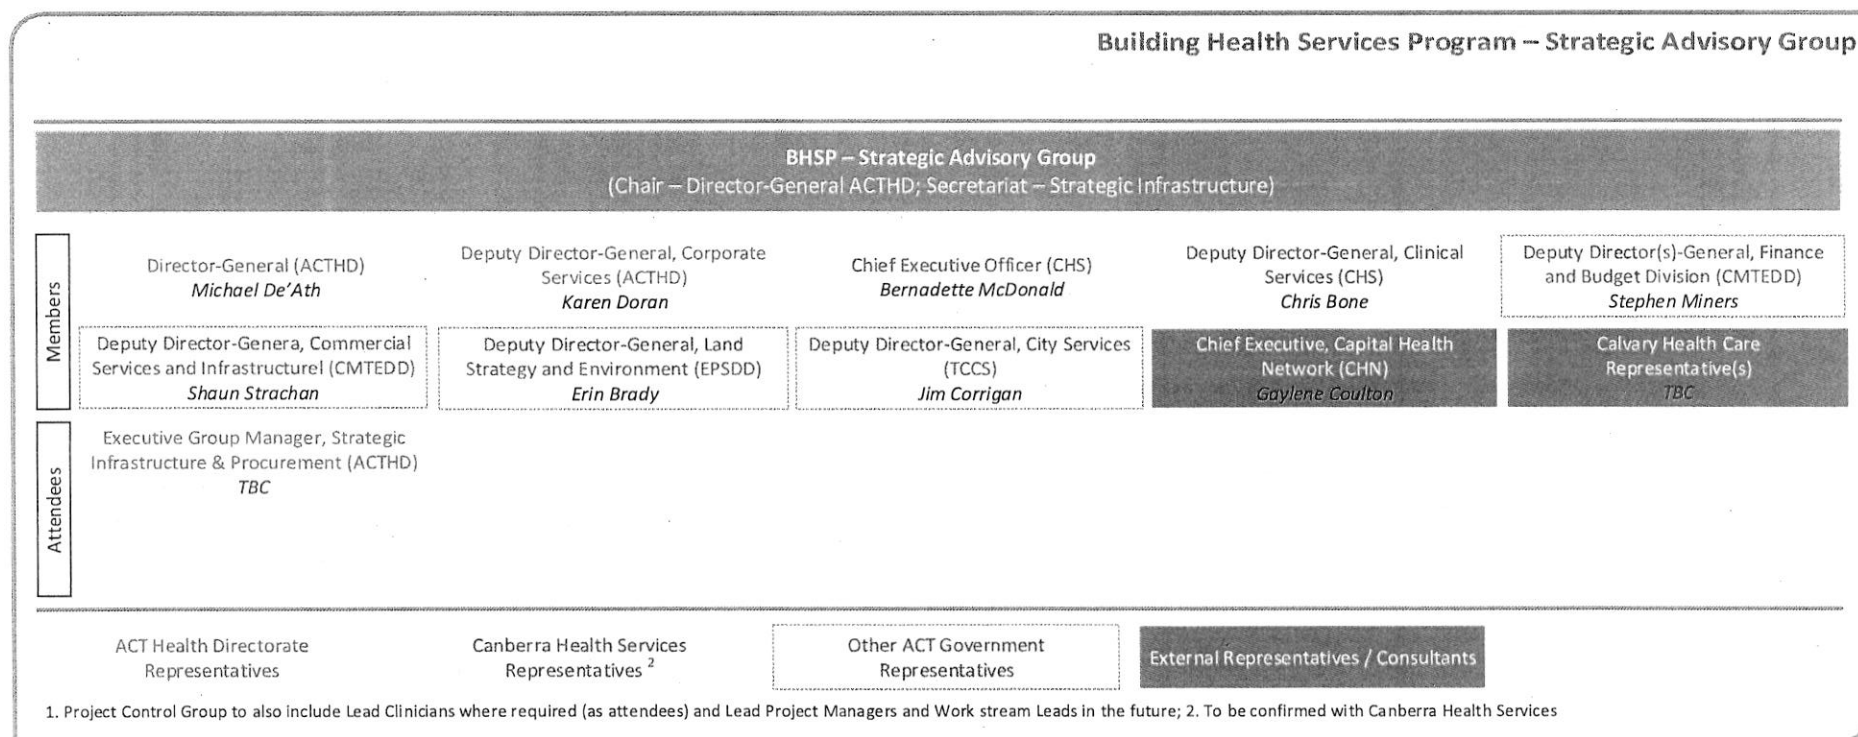 Building Health Services Program – Strategic Advisory Group
BHSP – Strategic Advisory Group
(Chair – Director-General ACTHD; Secretariat – Strategic Infrastructure)
Members
Director-General (ACTHD)
Michael De'Ath
Deputy Director-General, Corporate
Services (ACTHD)
Karen Doran
Chief Executive Officer (CHS)
Bernadette McDonald
Deputy Director-General, Clinical
Services (CHS)
Chris Bone
Deputy Director(s)-General, Finance
and Budget Division (CMTEDD)
Stephen Miners
Deputy Director-Genera, Commercial
Services and Infrastructurel (CMTEDD)
Shaun Strachan
Deputy Director-General, Land
Strategy and Environment (EPSDD)
Erin Brady
Deputy Director-General, City Services
(TCCS)
Jim Corrigan
Chief Executive, Capital Health
Network (CHN)
Gaylene Coulton
Calvary Health Care
Representative(s)
TBC
Attendees
Executive Group Manager, Strategic
Infrastructure & Procurement (ACTHD)
TBC
ACT Health Directorate
Representatives
Canberra Health Services
Representatives 2
Other ACT Government
Representatives
External Representatives / Consultants
1. Project Control Group to also include Lead Clinicians where required (as attendees) and Lead Project Managers and Work stream Leads in the future; 2. To be confirmed with Canberra Health Services